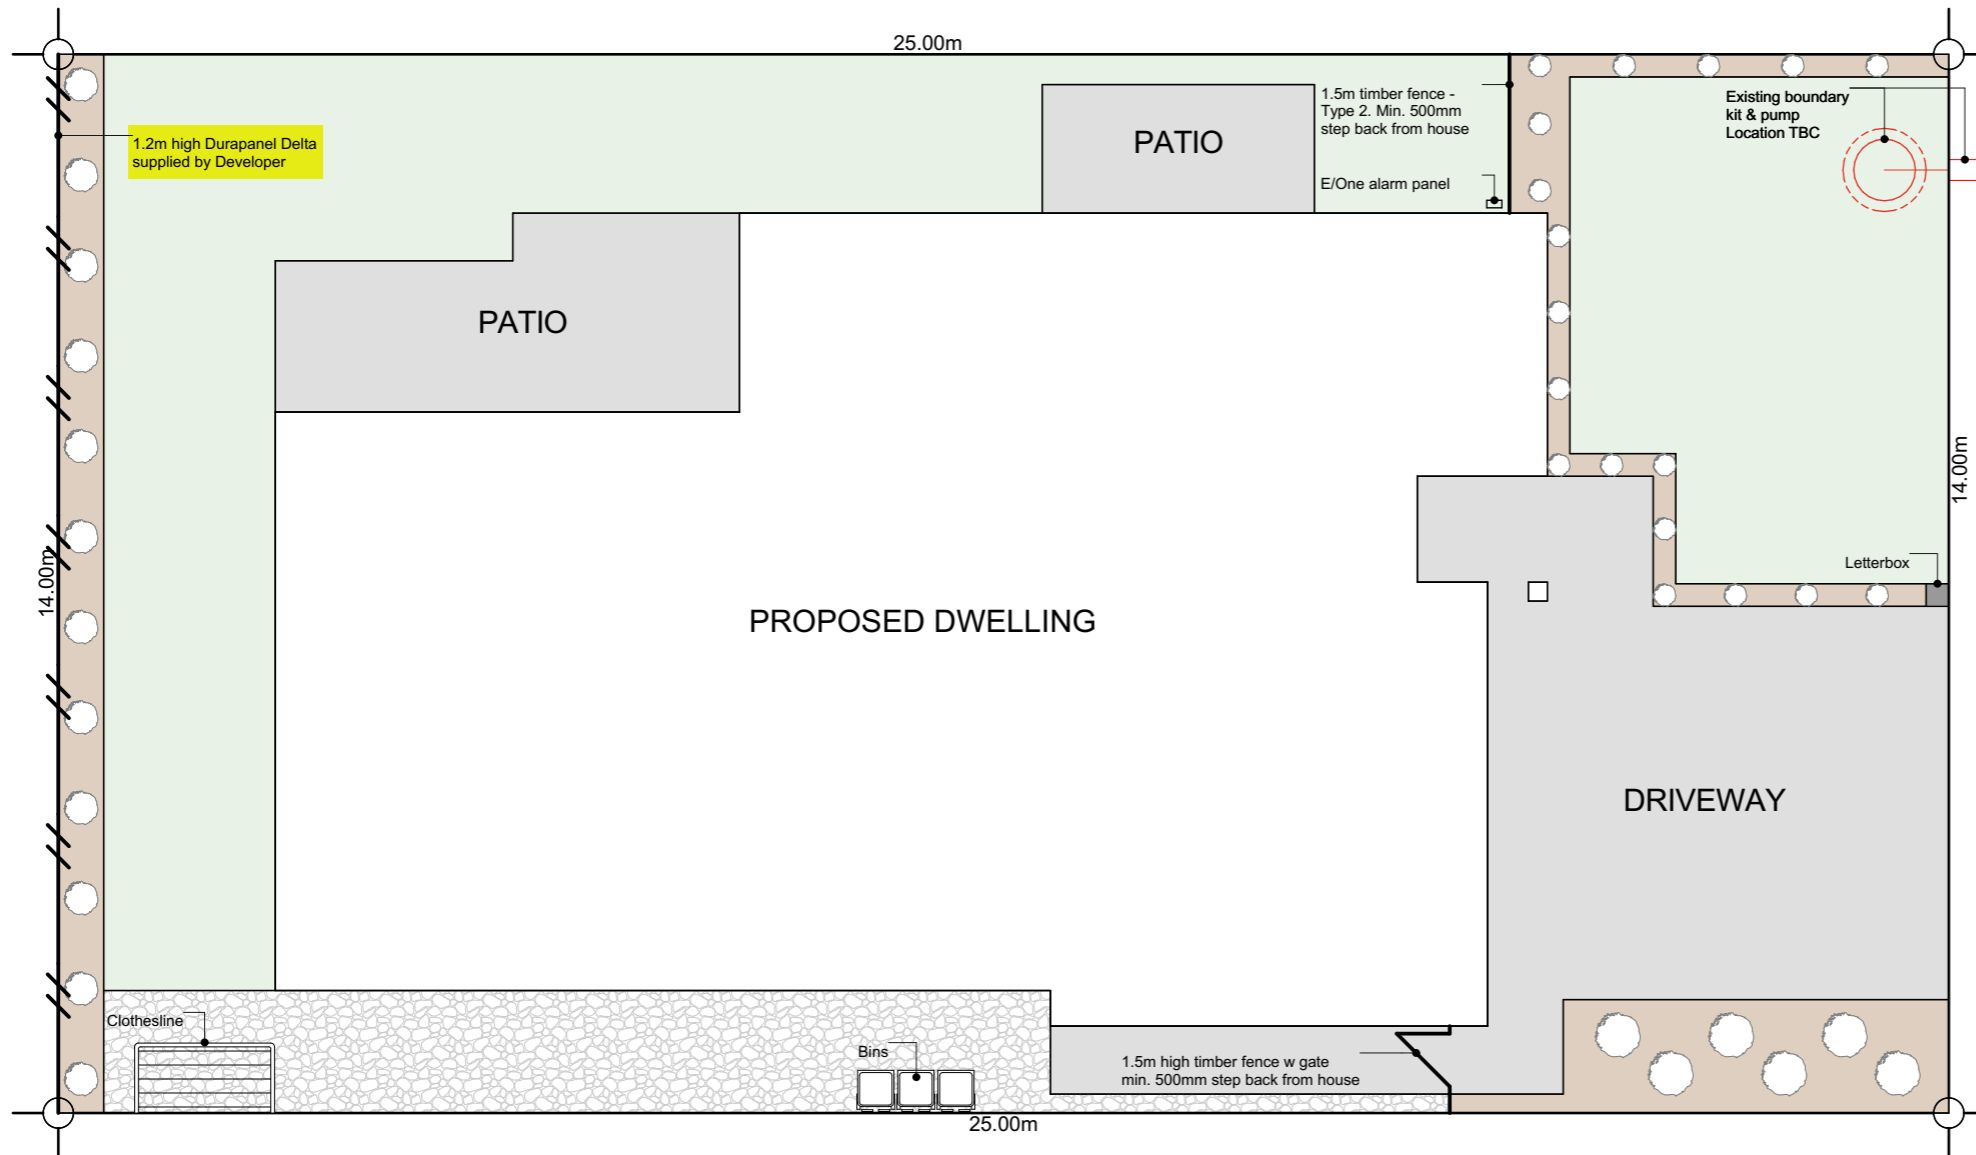 25.00m
1.2m high Durapanel Delta
supplied by Developer
PATIO
1.5m timber fence -
Type 2. Min. 500mm
step back from house
E/One alarm panel
Existing boundary
kit & pump
Location TBC
PATIO
14.00m
14.00m
Letterbox
PROPOSED DWELLING
DRIVEWAY
Clothesline
Bins
1.5m high timber fence w gate
min. 500mm step back from house
25.00m